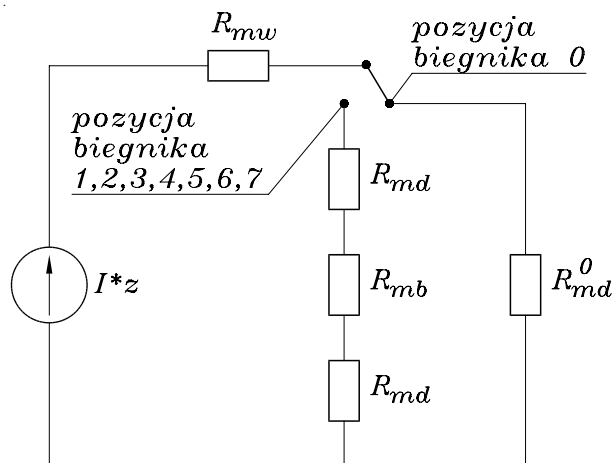 R_mw
pozycja
biegnika 0
pozycja
biegnika
1,2,3,4,5,6,7
R_md
I*z
R_mb
R_md^0
R_md